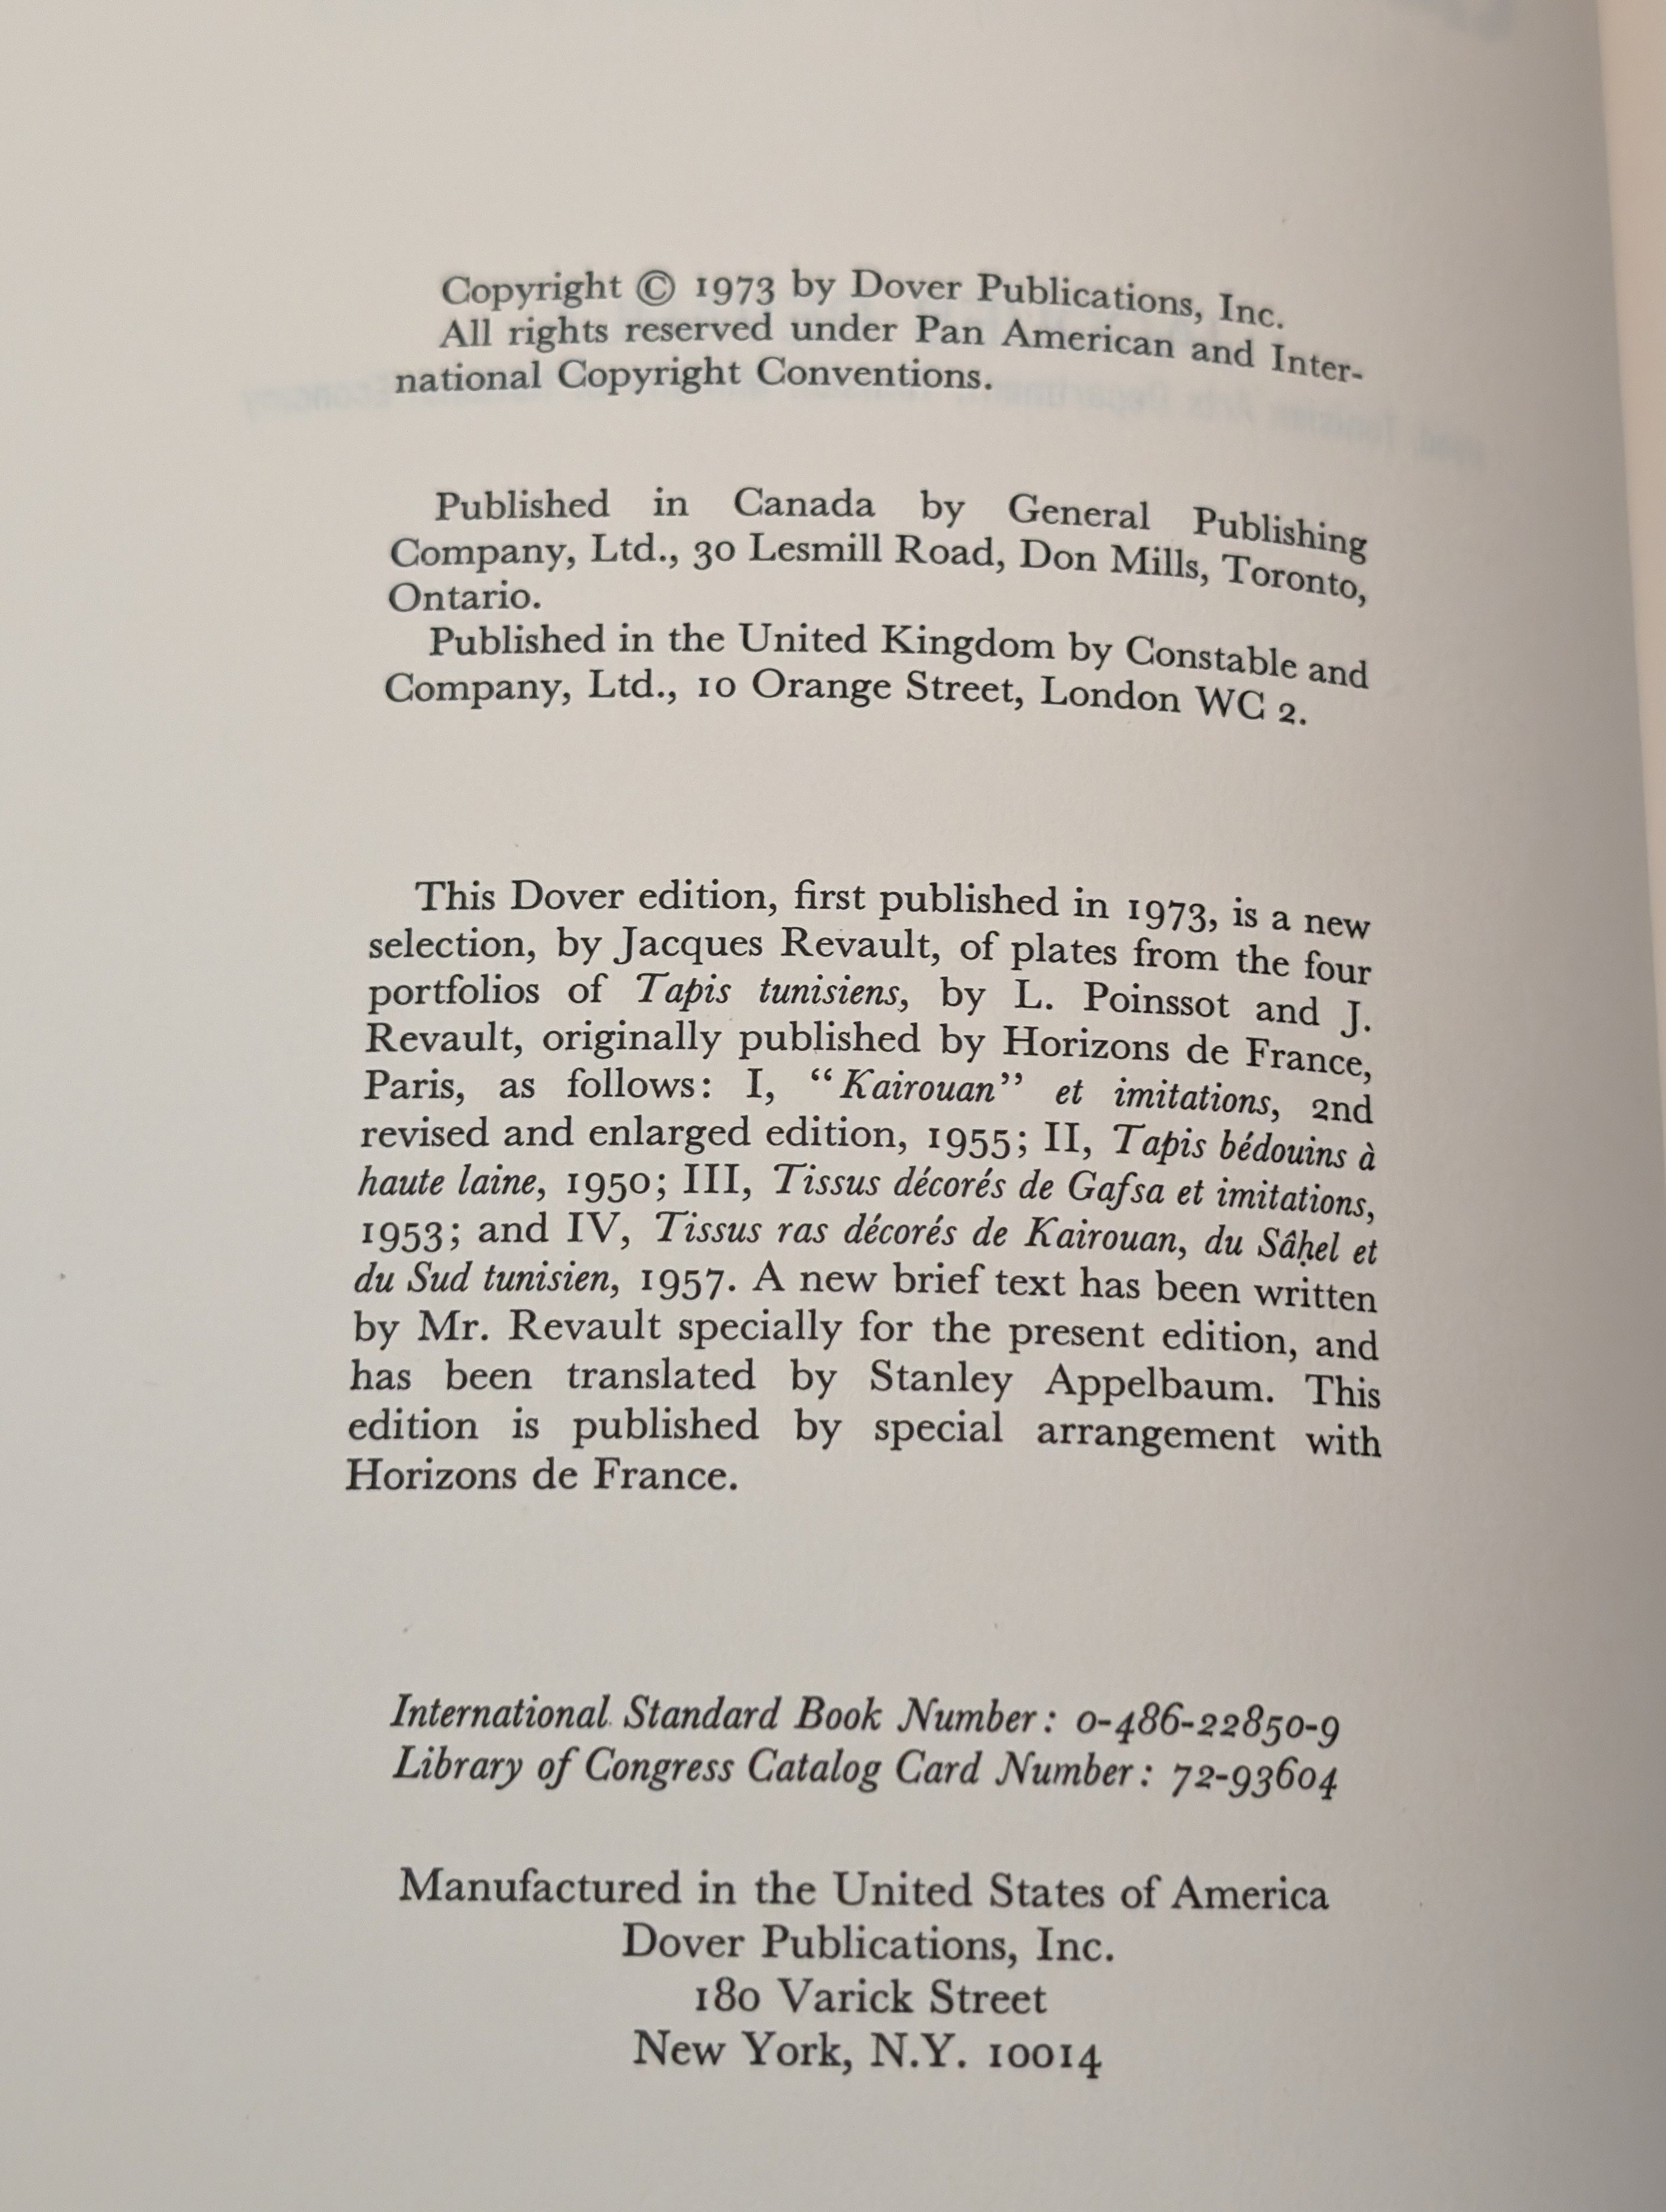 Copyright © 1973 by Dover Publications, Inc.
All rights reserved under Pan American and Inter-
national Copyright Conventions.
Published in Canada by General Publishing
Company, Ltd., 30 Lesmill Road, Don Mills, Toronto,
Ontario.
Published in the United Kingdom by Constable and
Company, Ltd., 10 Orange Street, London WC 2.
This Dover edition, first published in 1973, is a new
selection, by Jacques Revault, of plates from the four
portfolios of Tapis tunisiens, by L. Poinssot and J.
Revault, originally published by Horizons de France,
Paris, as follows: I, “Kairouan” et imitations, 2nd
revised and enlarged edition, 1955; II, Tapis bédouins à
haute laine, 1950; III, Tissus décorés de Gafsa et imitations,
1953; and IV, Tissus ras décorés de Kairouan, du Sâḥel et
du Sud tunisien, 1957. A new brief text has been written
by Mr. Revault specially for the present edition, and
has been translated by Stanley Appelbaum. This
edition is published by special arrangement with
Horizons de France.
International Standard Book Number: 0-486-22850-9
Library of Congress Catalog Card Number: 72-93604
Manufactured in the United States of America
Dover Publications, Inc.
180 Varick Street
New York, N.Y. 10014